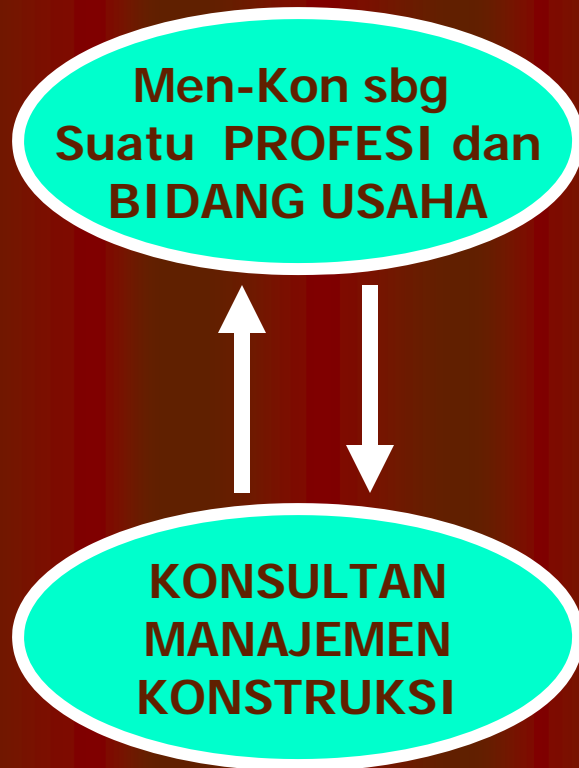 Men-Kon sbg
Suatu PROFESI dan
BIDANG USAHA
KONSULTAN
MANAJEMEN
KONSTRUKSI